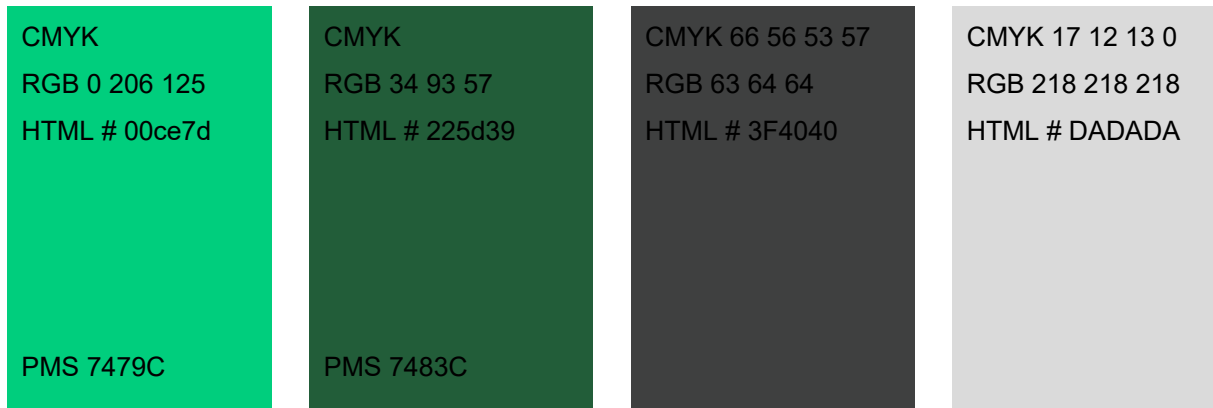 CMYK
RGB 0 206 125
HTML # 00ce7d
PMS 7479C
CMYK
RGB 34 93 57
HTML # 225d39
PMS 7483C
CMYK 66 56 53 57
RGB 63 64 64
HTML # 3F4040
CMYK 17 12 13 0
RGB 218 218 218
HTML # DADADA